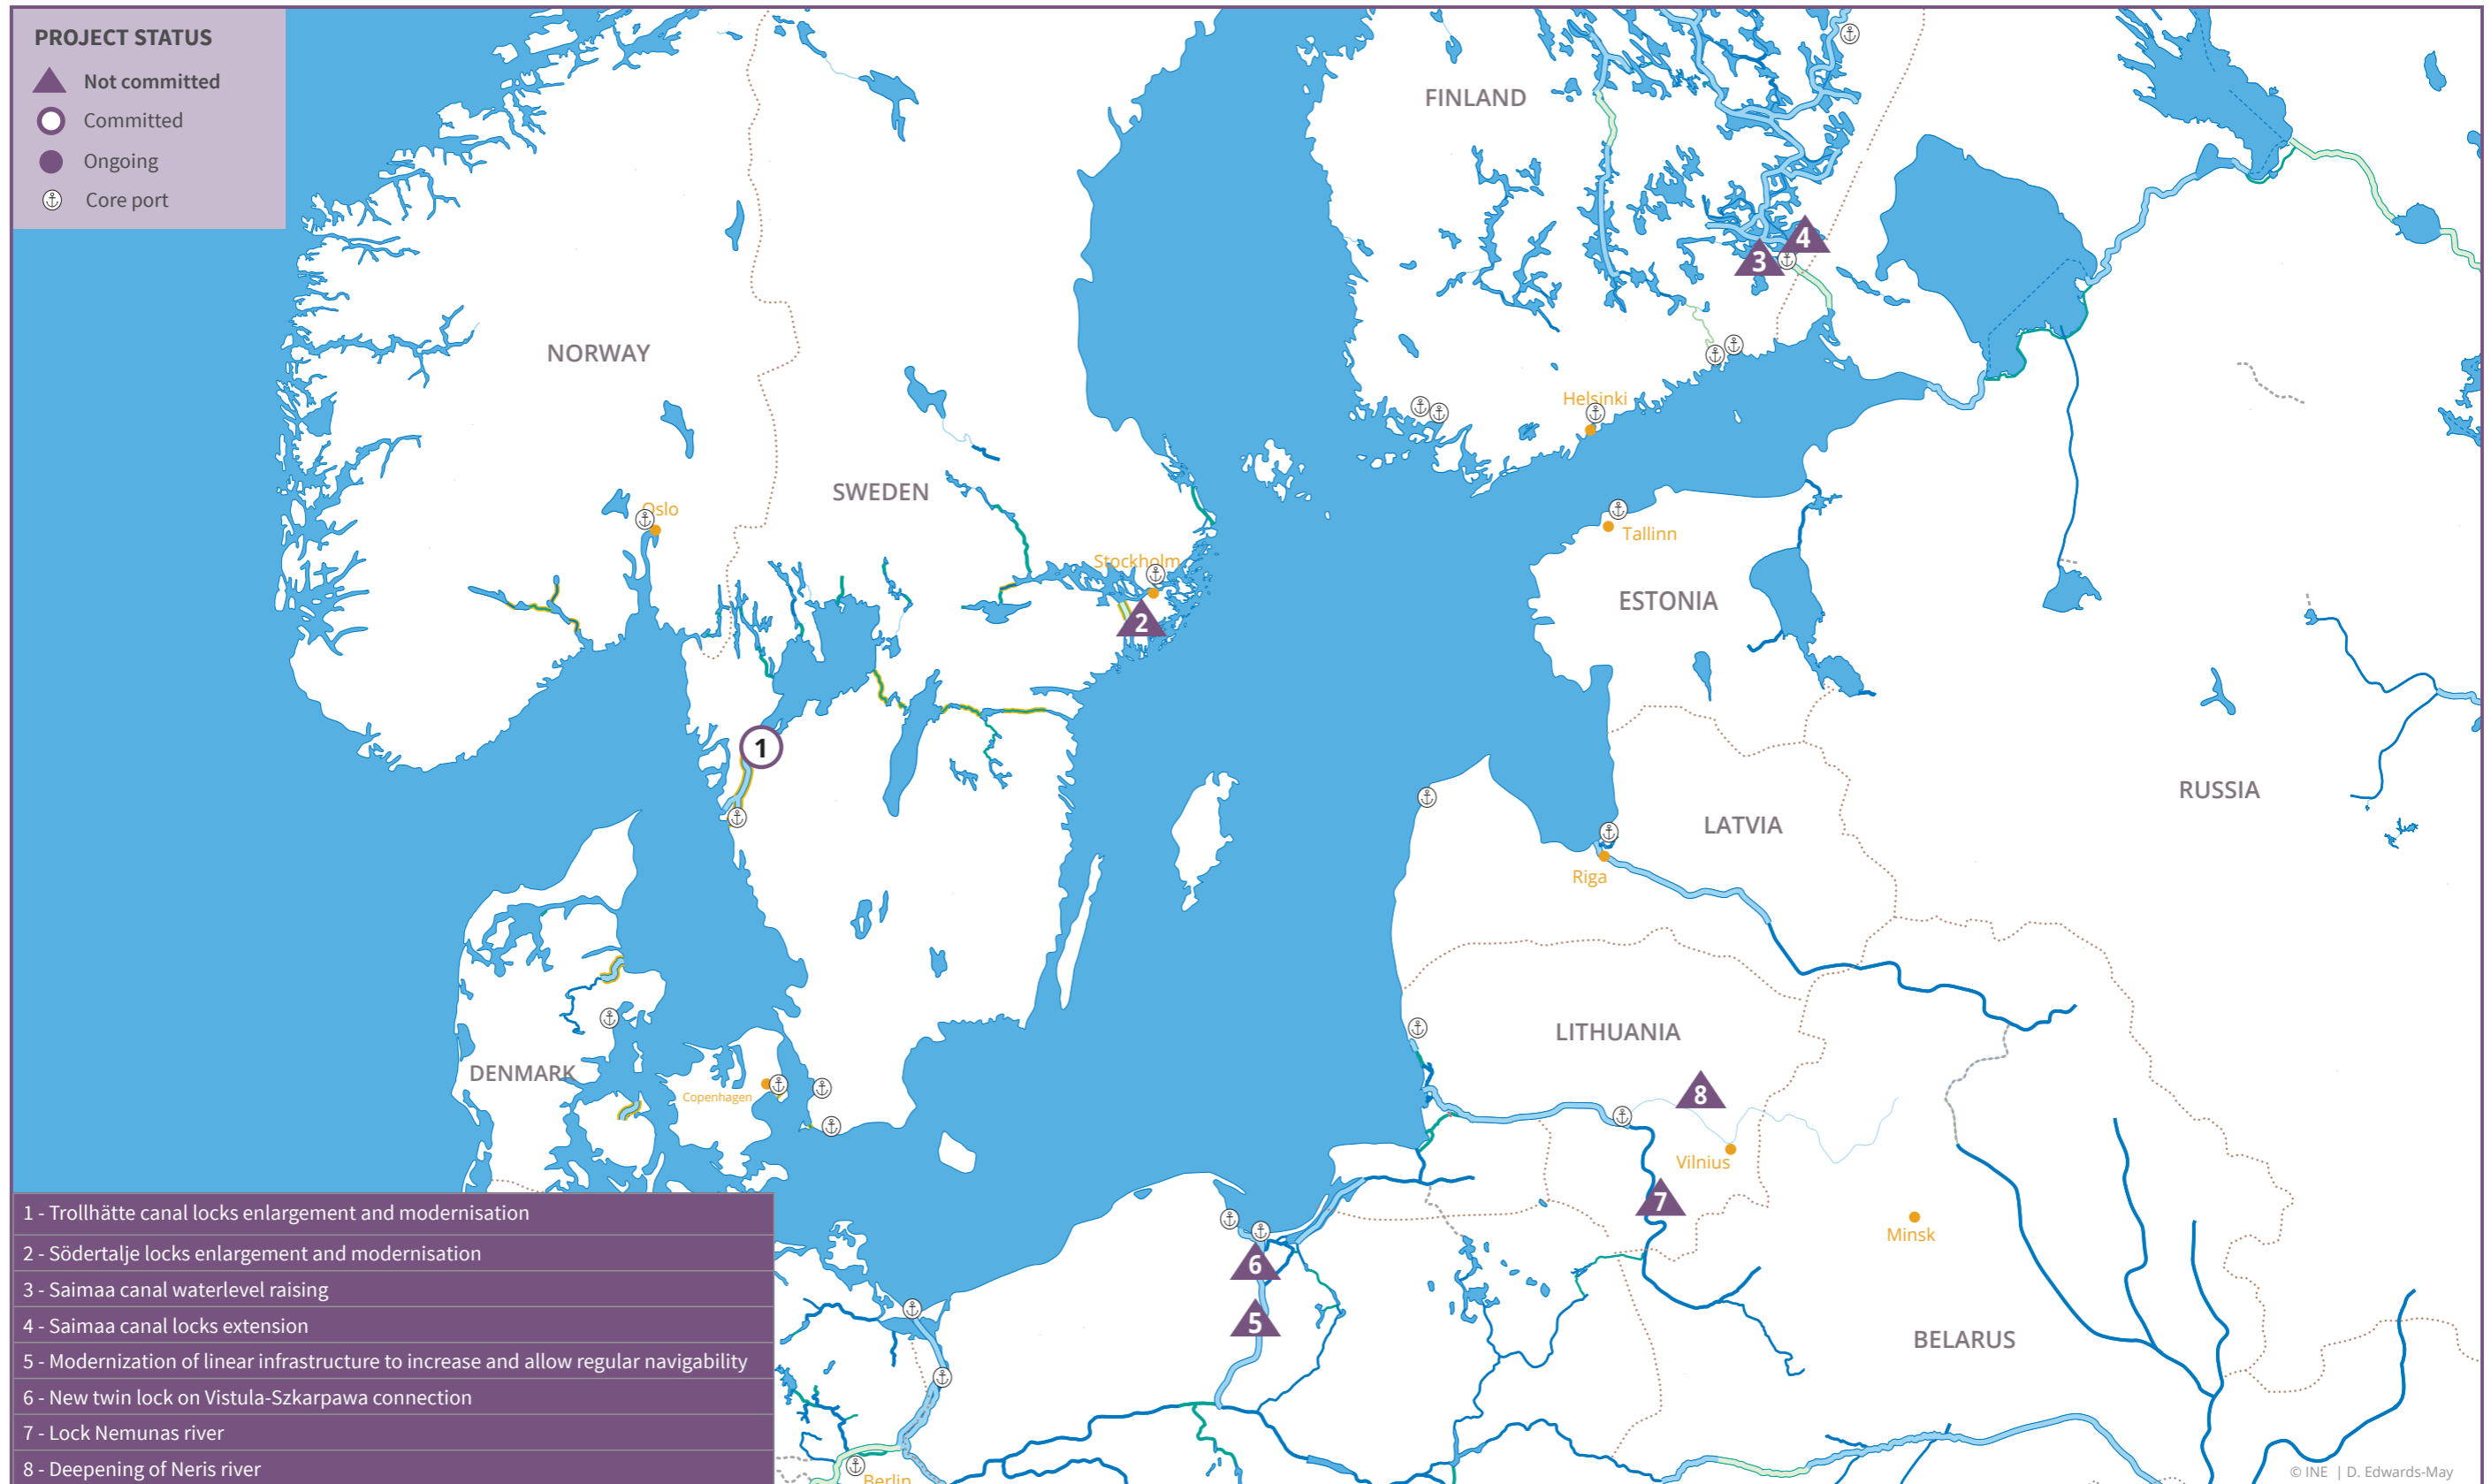 PROJECT STATUS
Not committed
Committed
Ongoing
Core port
FINLAND
4
3
NORWAY
Helsinki
SWEDEN
Oslo
Tallinn
Stockholm
ESTONIA
2
1
RUSSIA
LATVIA
Riga
LITHUANIA
DENMARK
Copenhagen
8
Vilnius
7
Minsk
6
5
BELARUS
Berlin
1 - Trollhätte canal locks enlargement and modernisation
2 - Södertalje locks enlargement and modernisation
3 - Saimaa canal waterlevel raising
4 - Saimaa canal locks extension
5 - Modernization of linear infrastructure to increase and allow regular navigability
6 - New twin lock on Vistula-Szkarpawa connection
7 - Lock Nemunas river
8 - Deepening of Neris river
© INE | D. Edwards-May